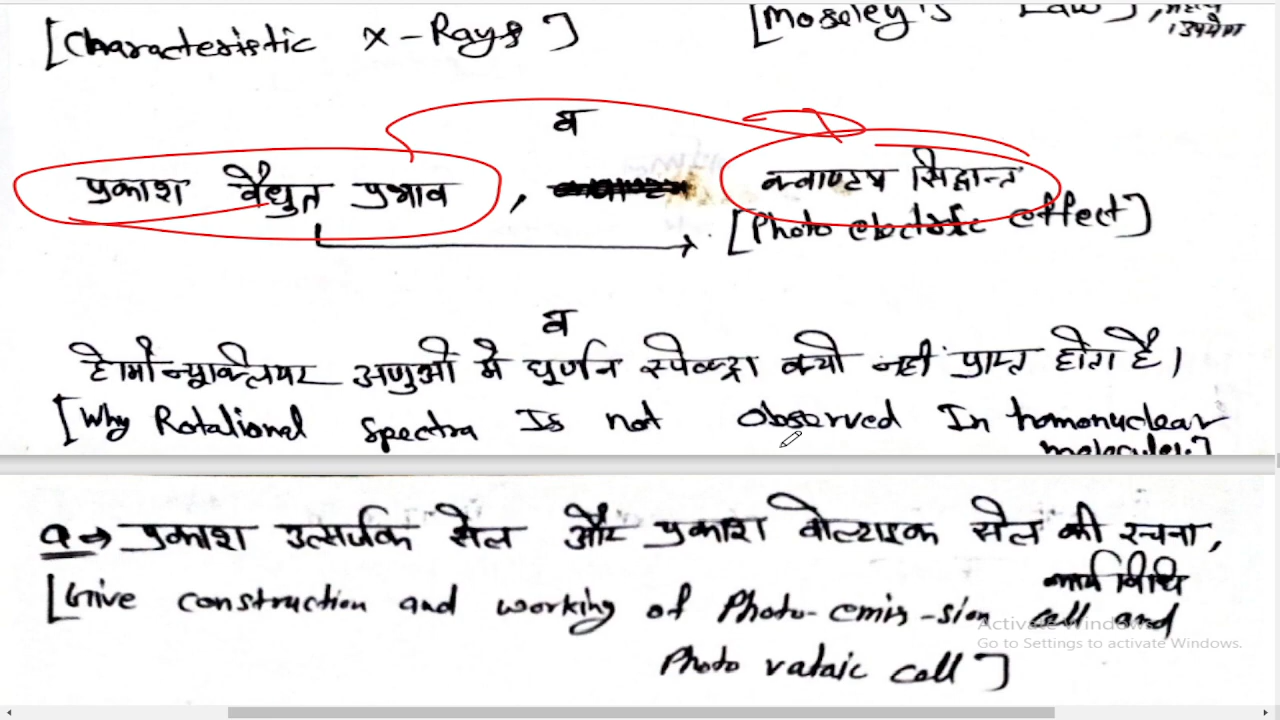 [Characteristic X-Rays] [Moseley's Law],
व
प्रकाश वैधुत प्रभाव , क्वाण्टम सिद्धान्त
[Photo electric effect]
व
होमोन्यूक्लियर अणुओ मे घूर्णन स्पेक्ट्रा क्यो नही प्राप्त होता है।
[Why Rotational Spectra Is not Observed In homonuclear
molecules.]
Q→ प्रकाश उत्सर्जक सेल और प्रकाश वोल्टाइक सेल की रचना,
कार्य विधि
[Give construction and working of Photo-emis-sion cell and
Photo vataic cell]
Activate Windows
Go to Settings to activate Windows.